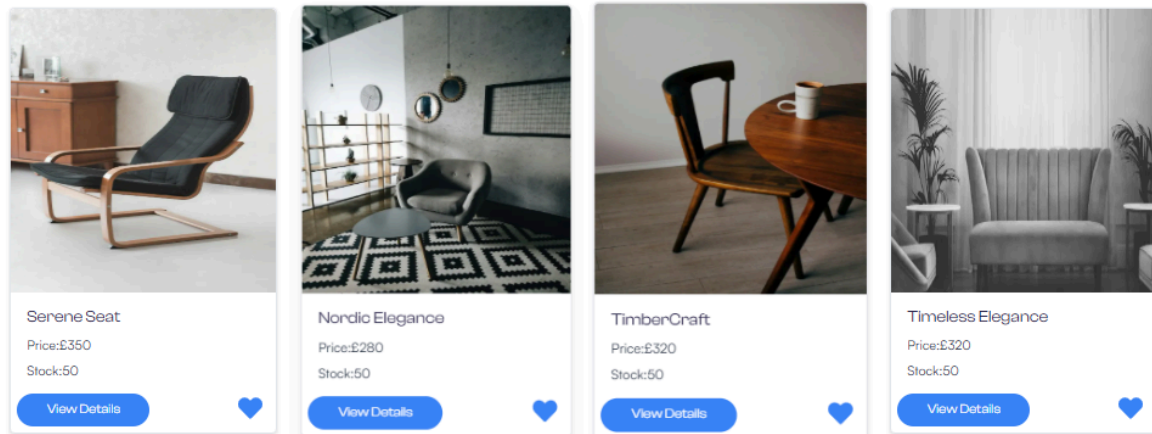 Serene Seat
Price:£350
Stock:50
View Details
Nordic Elegance
Price:£280
Stock:50
View Details
TimberCraft
Price:£320
Stock:50
View Details
Timeless Elegance
Price:£320
Stock:50
View Details